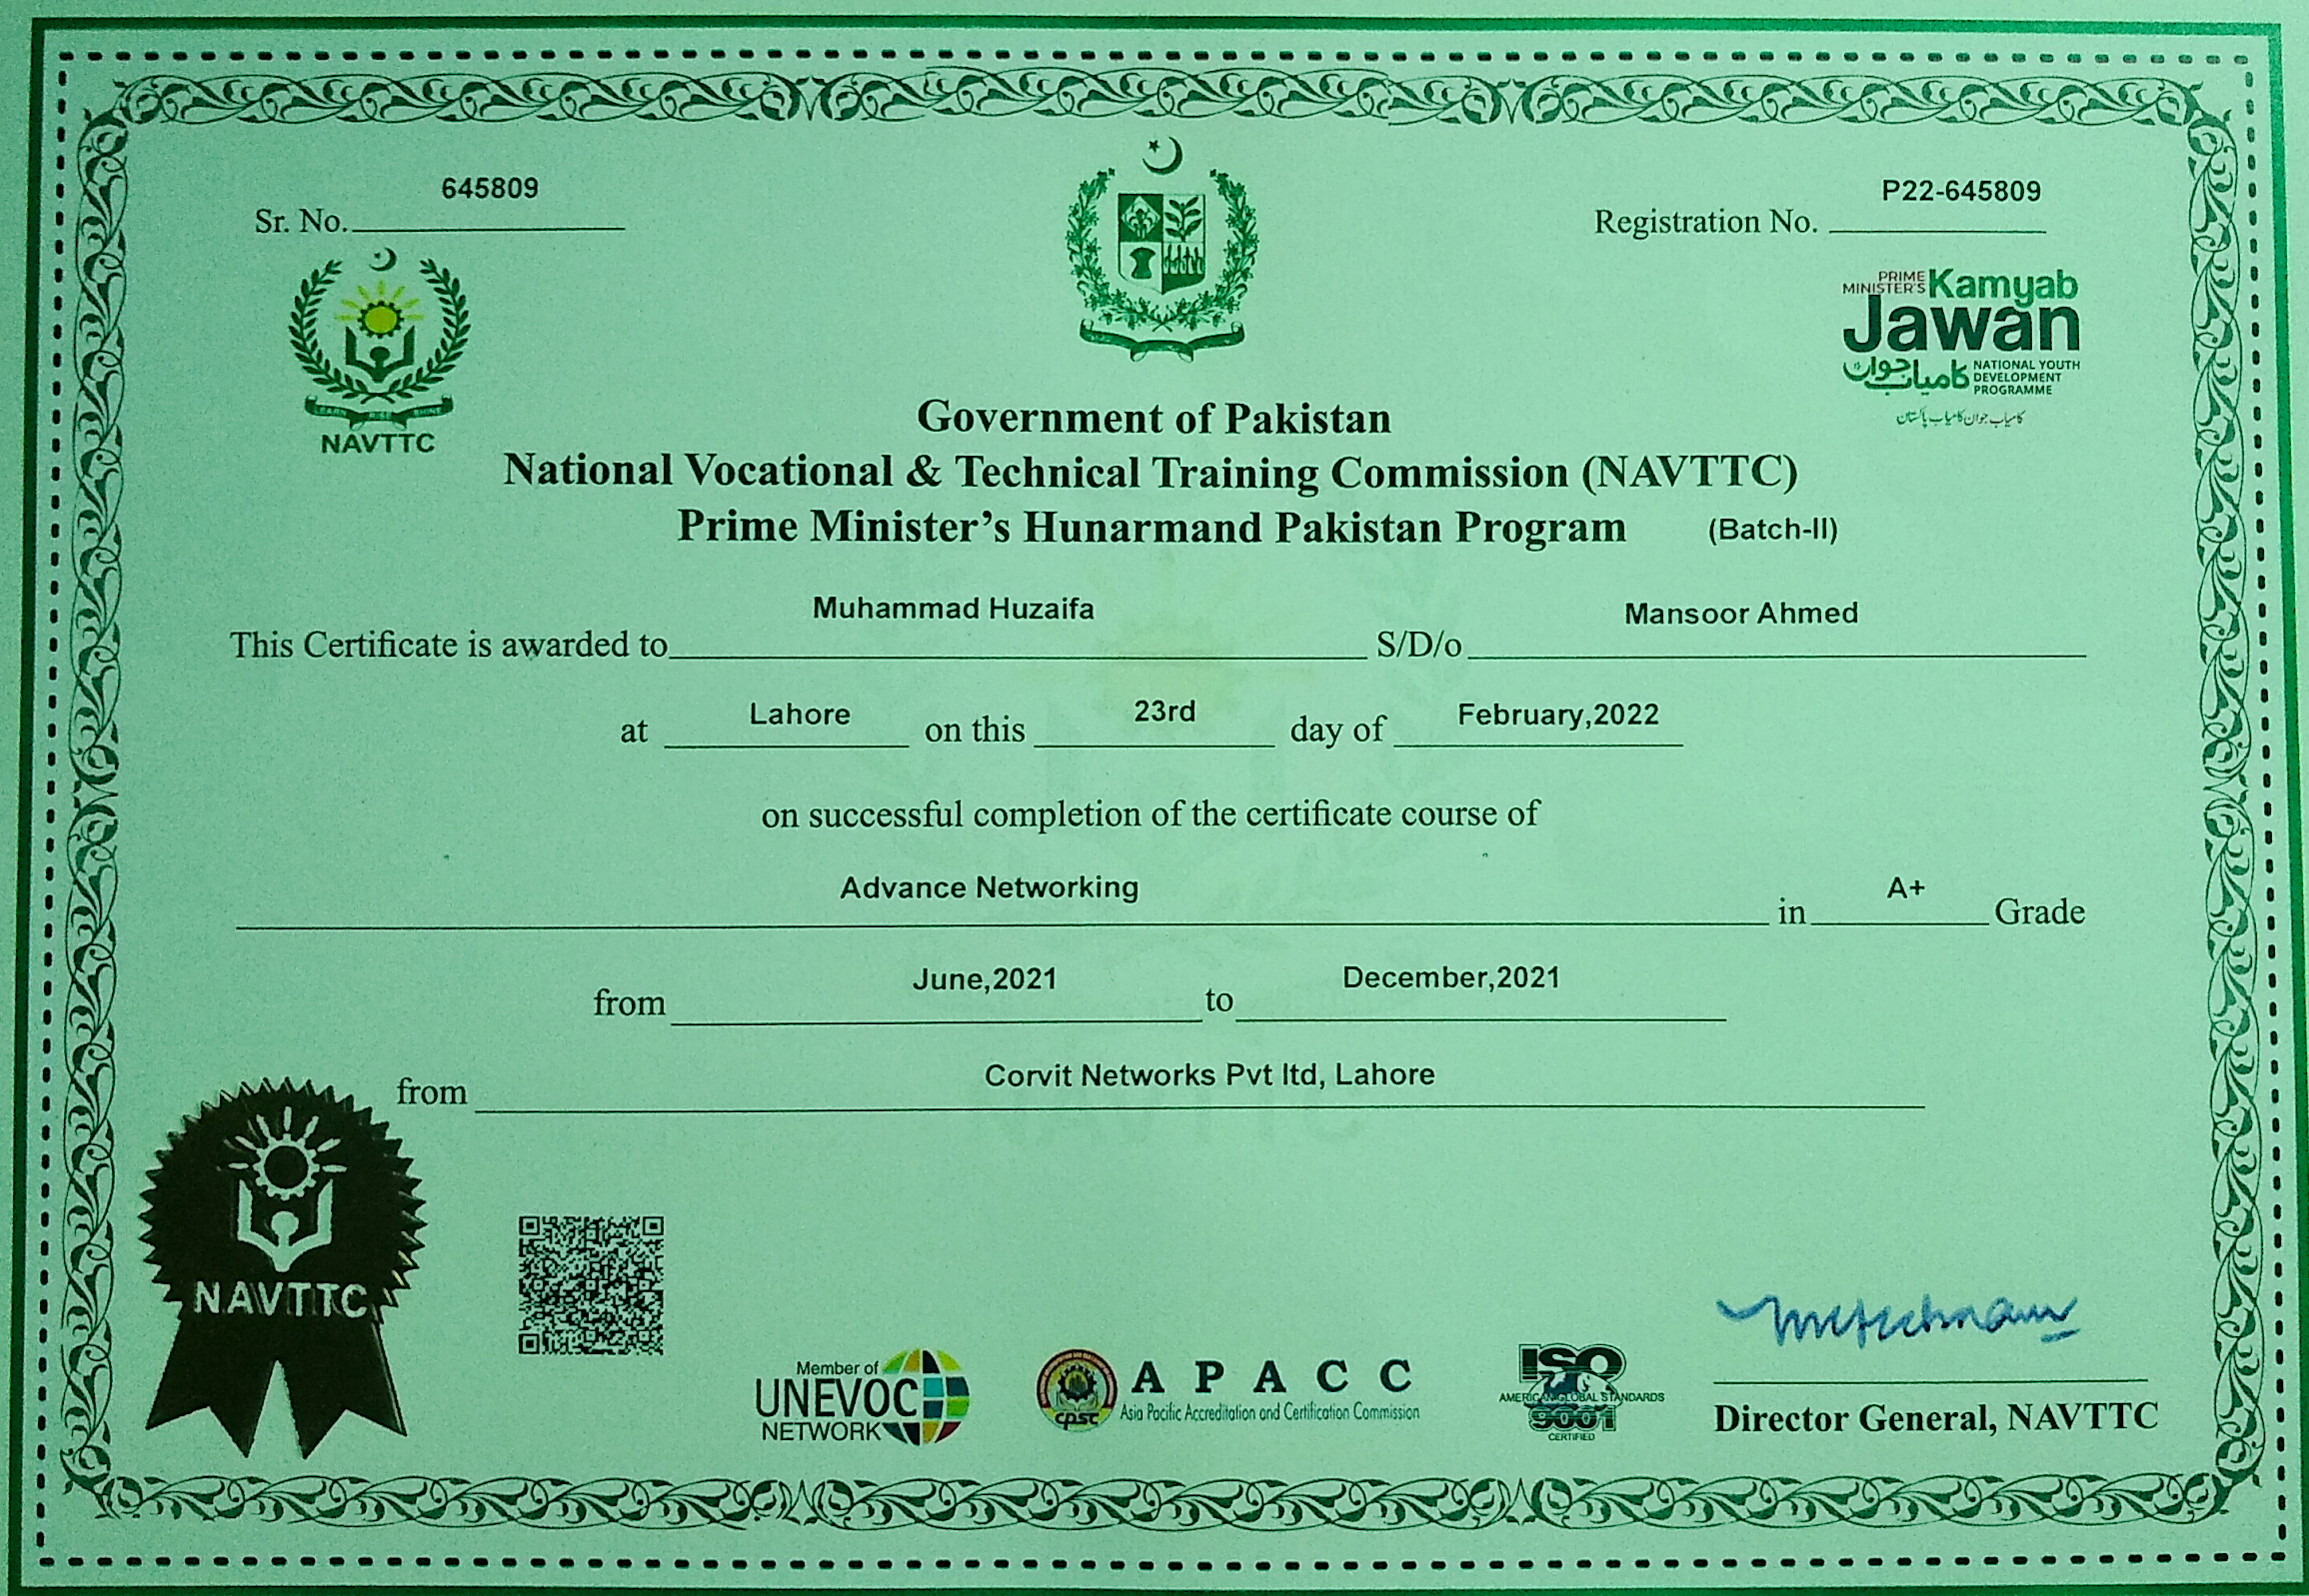 645809
Sr. No.
P22-645809
Registration No.
LEARN RISE SHINE
NAVTTC
PRIME MINISTER'S Kamyab
Jawan
کامیاب جوان
NATIONAL YOUTH
DEVELOPMENT
PROGRAMME
کامیاب جوان کامیاب پاکستان
Government of Pakistan
National Vocational & Technical Training Commission (NAVTTC)
Prime Minister's Hunarmand Pakistan Program (Batch-II)
This Certificate is awarded to Muhammad Huzaifa S/D/o Mansoor Ahmed
at Lahore on this 23rd day of February,2022
on successful completion of the certificate course of
Advance Networking in A+ Grade
from June,2021 to December,2021
from Corvit Networks Pvt ltd, Lahore
NAVTTC
NAVTTC
Member of
UNEVOC
NETWORK
cpsc
APACC
Asia Pacific Accreditation and Certification Commission
ISO
AMERICAN GLOBAL STANDARDS
9001
CERTIFIED
Director General, NAVTTC